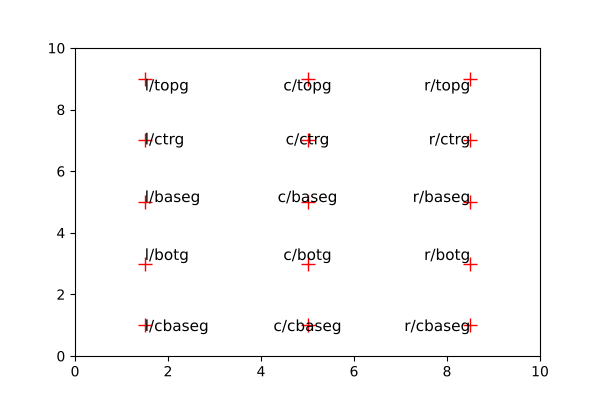 10
l/topg c/topg r/topg
8
l/ctrg c/ctrg r/ctrg
6
l/baseg c/baseg r/baseg
4
l/botg c/botg r/botg
2
l/cbaseg c/cbaseg r/cbaseg
0
0 2 4 6 8 10